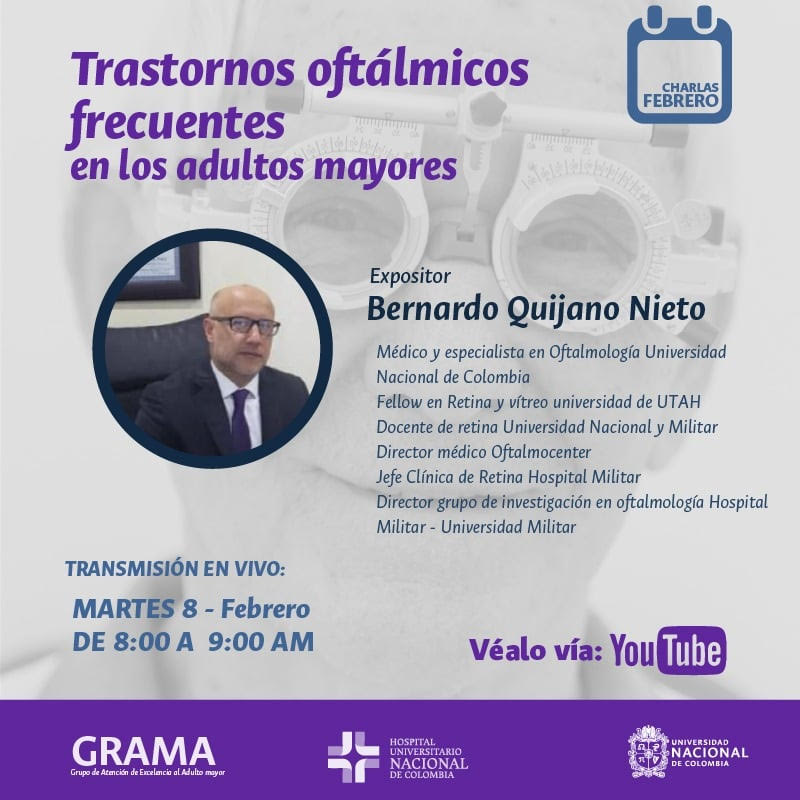 Trastornos oftálmicos
frecuentes
en los adultos mayores
CHARLAS
FEBRERO
Expositor
Bernardo Quijano Nieto
Médico y especialista en Oftalmología Universidad
Nacional de Colombia
Fellow en Retina y vítreo universidad de UTAH
Docente de retina Universidad Nacional y Militar
Director médico Oftalmocenter
Jefe Clínica de Retina Hospital Militar
Director grupo de investigación en oftalmología Hospital
Militar - Universidad Militar
TRANSMISIÓN EN VIVO:
MARTES 8 - Febrero
DE 8:00 A 9:00 AM
Véalo vía: YouTube
GRAMA
Grupo de Atención de Excelencia al Adulto mayor
HOSPITAL
UNIVERSITARIO
NACIONAL
DE COLOMBIA
UNIVERSIDAD
NACIONAL
DE COLOMBIA